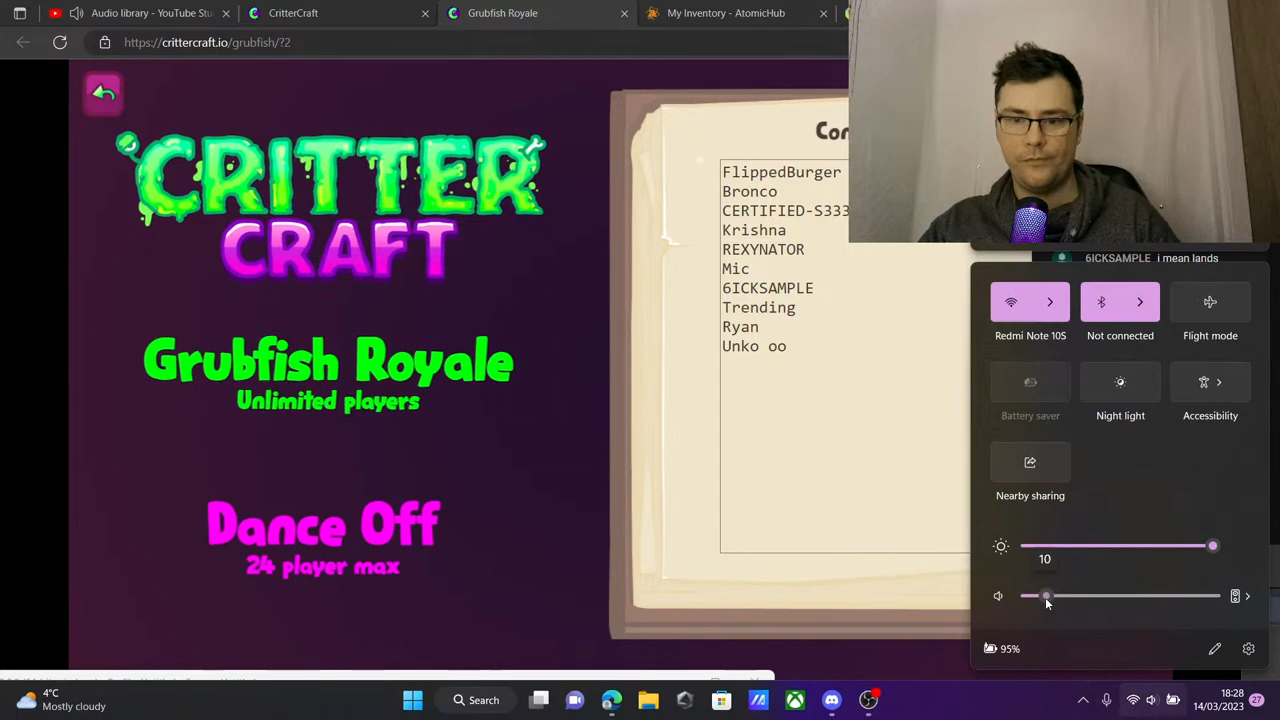 Audio library - YouTube Stu
CritterCraft
Grubfish Royale
My Inventory - AtomicHub
https://crittercraft.io/grubfish/?2
CRITTER
CRAFT
Grubfish Royale
Unlimited players
Dance Off
24 player max
FlippedBurger
Bronco
CERTIFIED-S333
Krishna
REXYNATOR
Mic
6ICKSAMPLE
Trending
Ryan
Unko oo
6ICKSAMPLE i mean lands
Redmi Note 10S
Not connected
Flight mode
Battery saver
Night light
Accessibility
Nearby sharing
10
95%
4°C
Mostly cloudy
Search
18:28
14/03/2023
27